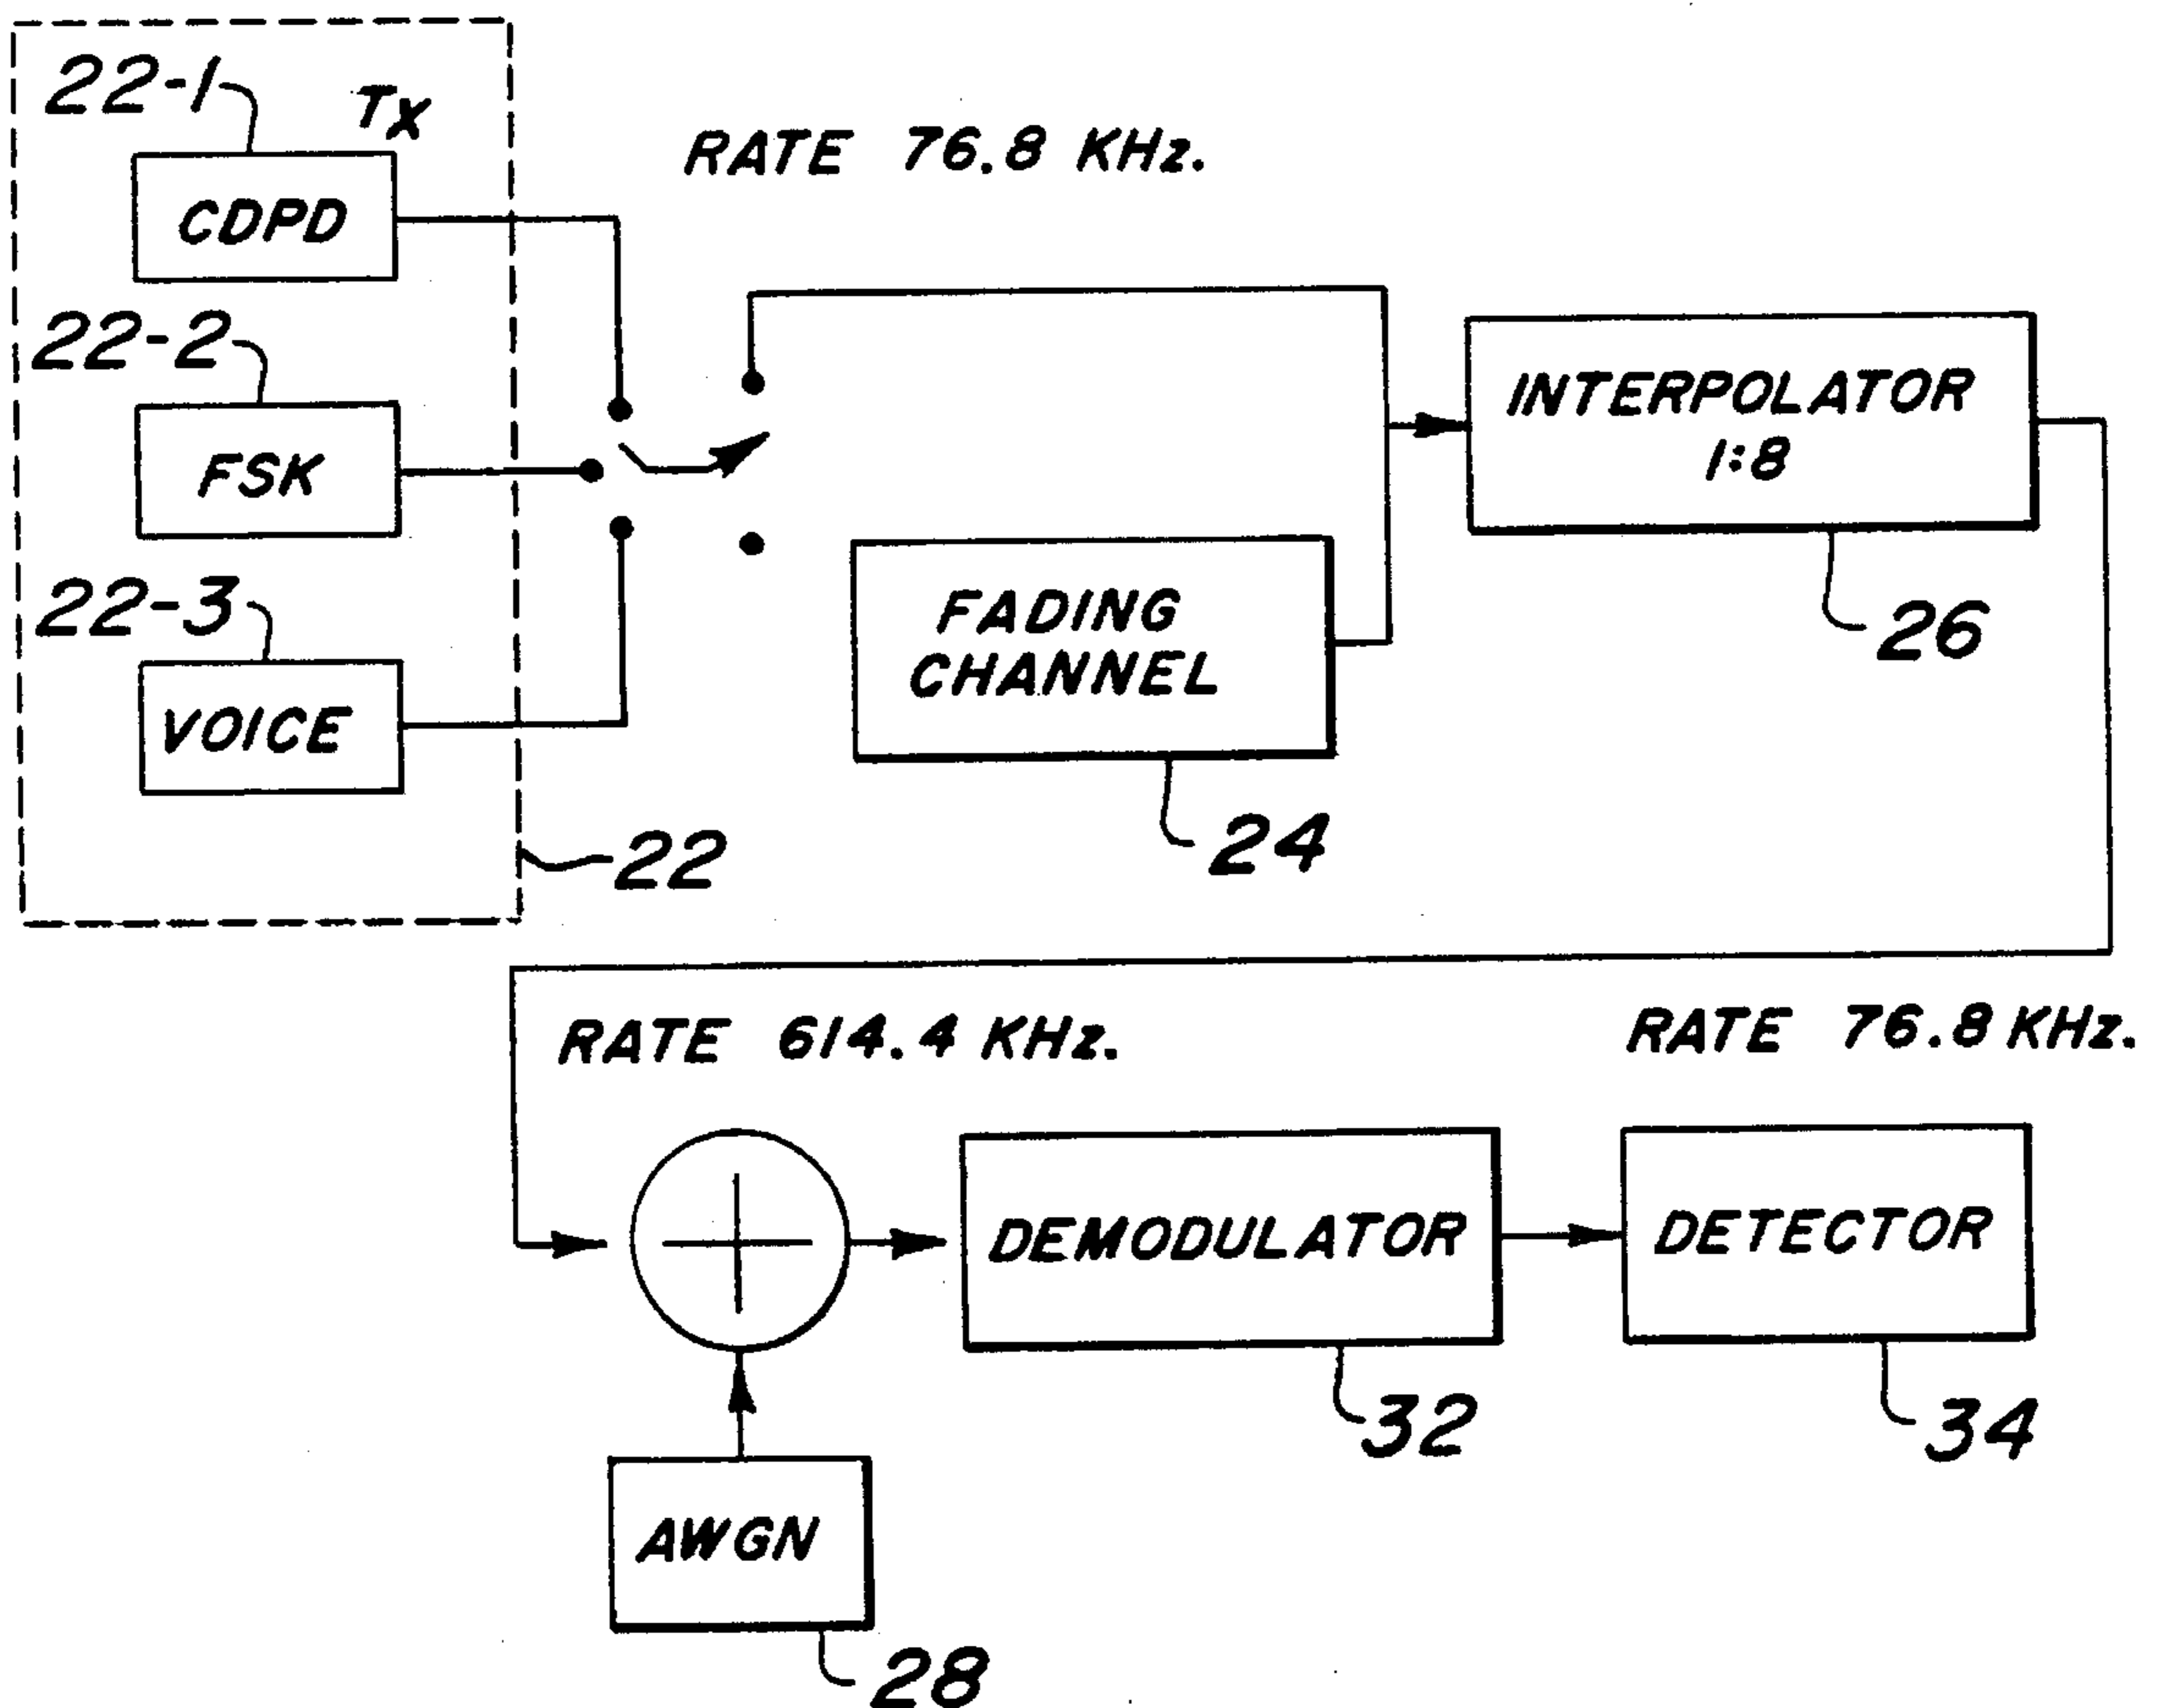 22-1
Tx
CDPD
22-2
FSK
22-3
VOICE
22
RATE 76.8 KHz.
INTERPOLATOR
1:8
26
FADING
CHANNEL
24
RATE 614.4 KHz.
RATE 76.8 KHz.
DEMODULATOR
32
DETECTOR
34
AWGN
28